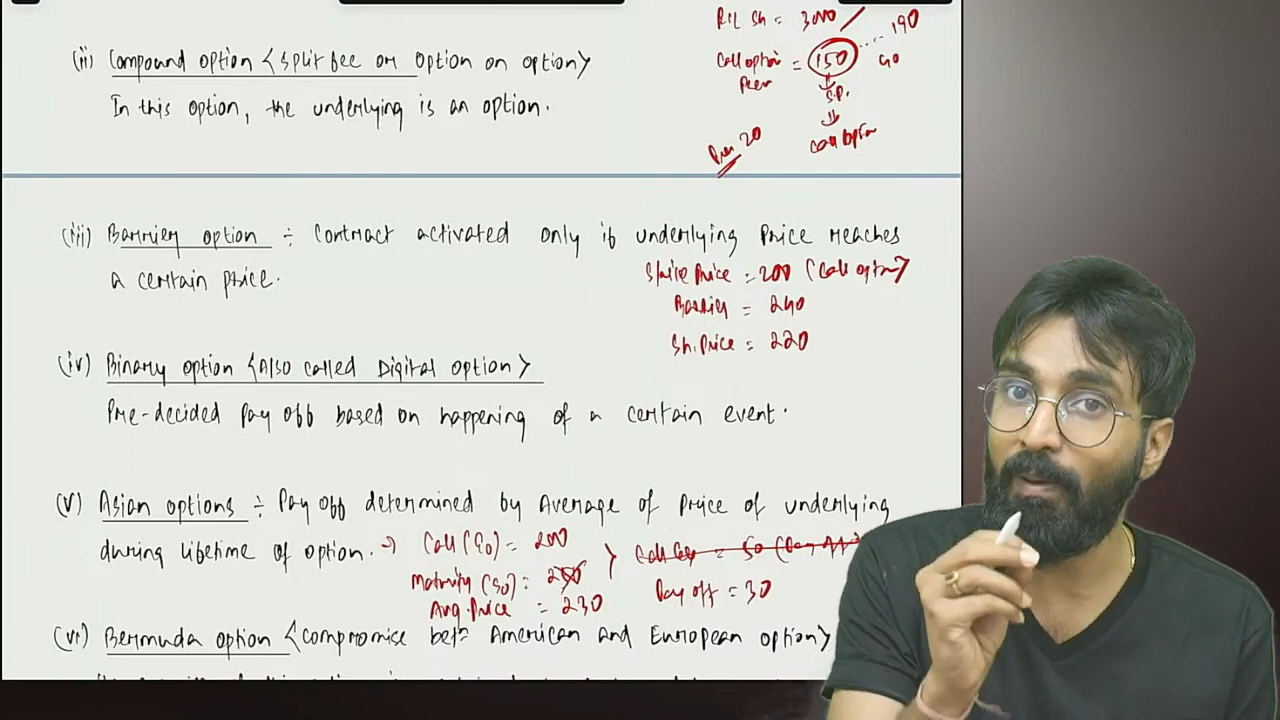 (ii) Compound option <split fee or option on option>
In this option, the underlying is an option.
RIL Sh = 3000
Call option = 150 ... 190
Prem
90
S.P.
Call option
Prem 20
(iii) Barrier option ÷ Contract activated only if underlying Price reaches
a certain price.
Strike Price = 200 (Call option>
Barrier = 240
Sh. Price = 220
(iv) Binary option <Also called Digital option>
Pre-decided Pay off based on happening of a certain event.
(v) Asian options ÷ Pay off determined by Average of Price of underlying
during lifetime of option. → Call = 200
Maturity = 250
Avg. Price = 230
Pay off = 30
(vi) Bermuda option <compromise betn American and European option>